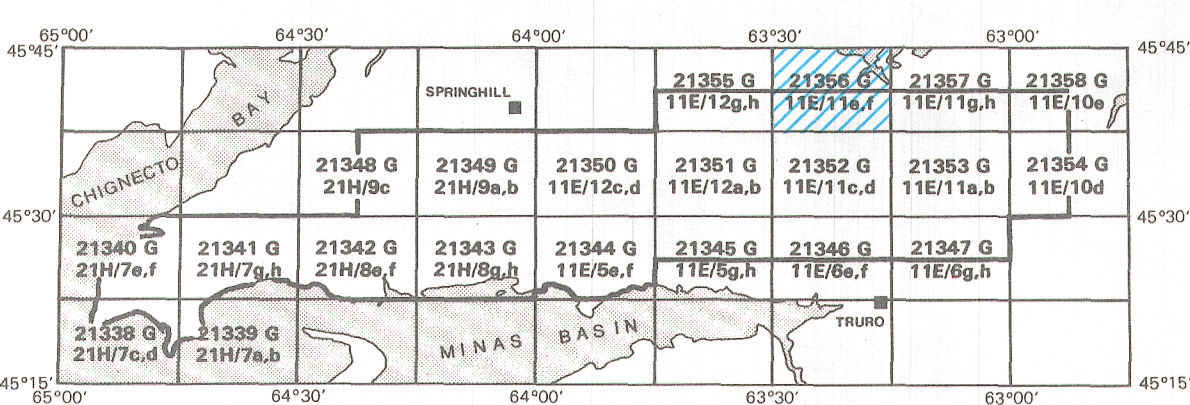 65°00' 64°30' 64°00' 63°30' 63°00'
45°45' 45°45'
21355 G 21356 G 21357 G 21358 G
11E/12g,h 11E/11e,f 11E/11g,h 11E/10e
SPRINGHILL
CHIGNECTO BAY
21348 G 21349 G 21350 G 21351 G 21352 G 21353 G 21354 G
21H/9c 21H/9a,b 11E/12c,d 11E/12a,b 11E/11c,d 11E/11a,b 11E/10d
45°30' 45°30'
21340 G 21341 G 21342 G 21343 G 21344 G 21345 G 21346 G 21347 G
21H/7e,f 21H/7g,h 21H/8e,f 21H/8g,h 11E/5e,f 11E/5g,h 11E/6e,f 11E/6g,h
21338 G 21339 G
21H/7c,d 21H/7a,b
MINAS BASIN
TRURO
45°15' 45°15'
65°00' 64°30' 64°00' 63°30' 63°00'